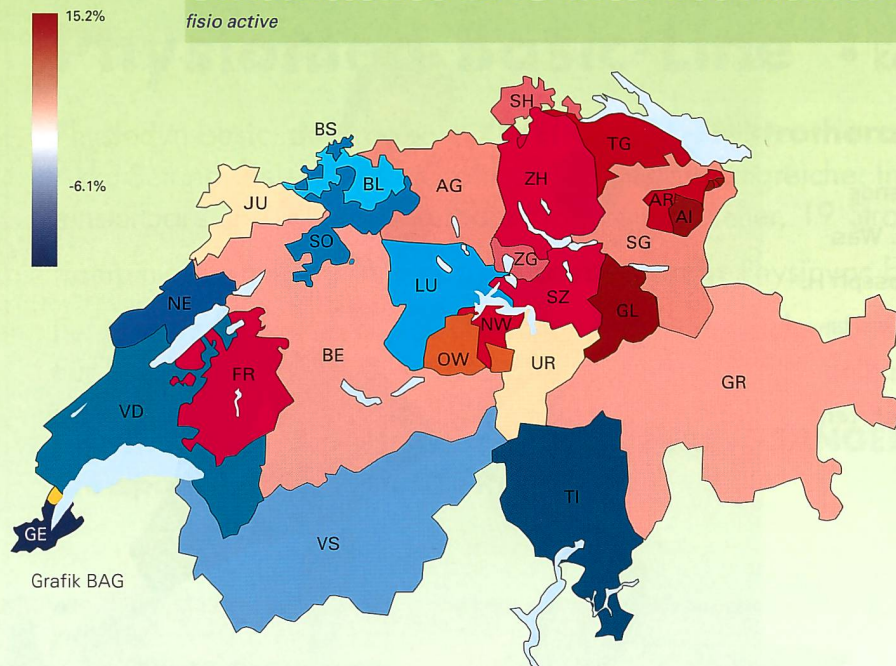 15.2%
fisio active
-6.1%
SH
BS
TG
BL
AG
ZH
JU
AR
AI
SO
SG
ZG
LU
SZ
NE
NW
GL
BE
OW
UR
FR
GR
VD
TI
GE
VS
Grafik BAG